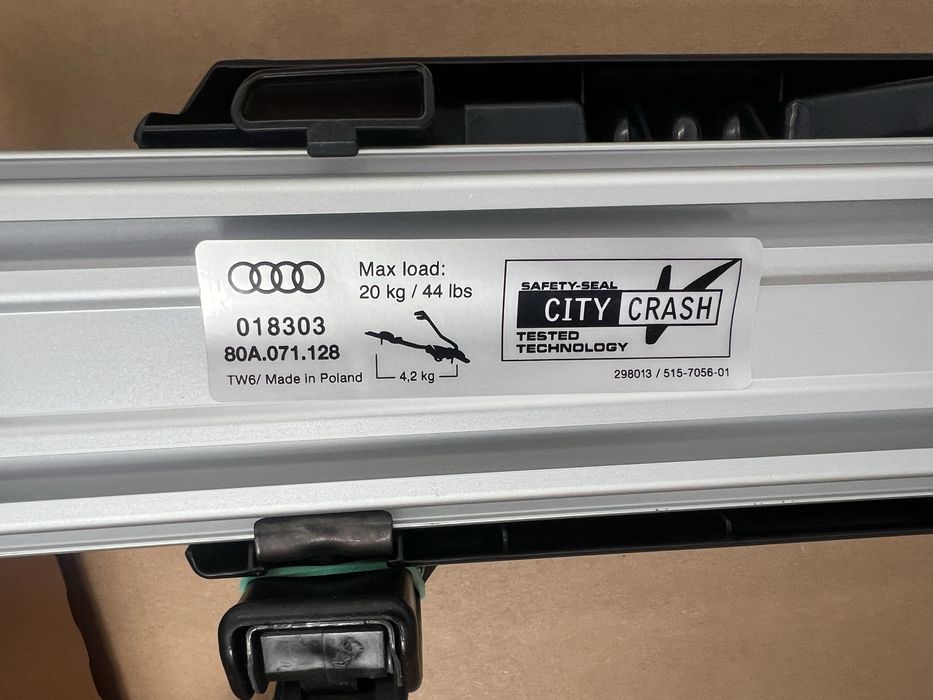 018303
80A.071.128
TW6/ Made in Poland
Max load:
20 kg / 44 lbs
4,2 kg
SAFETY-SEAL
CITY CRASH
TESTED
TECHNOLOGY
298013 / 515-7056-01